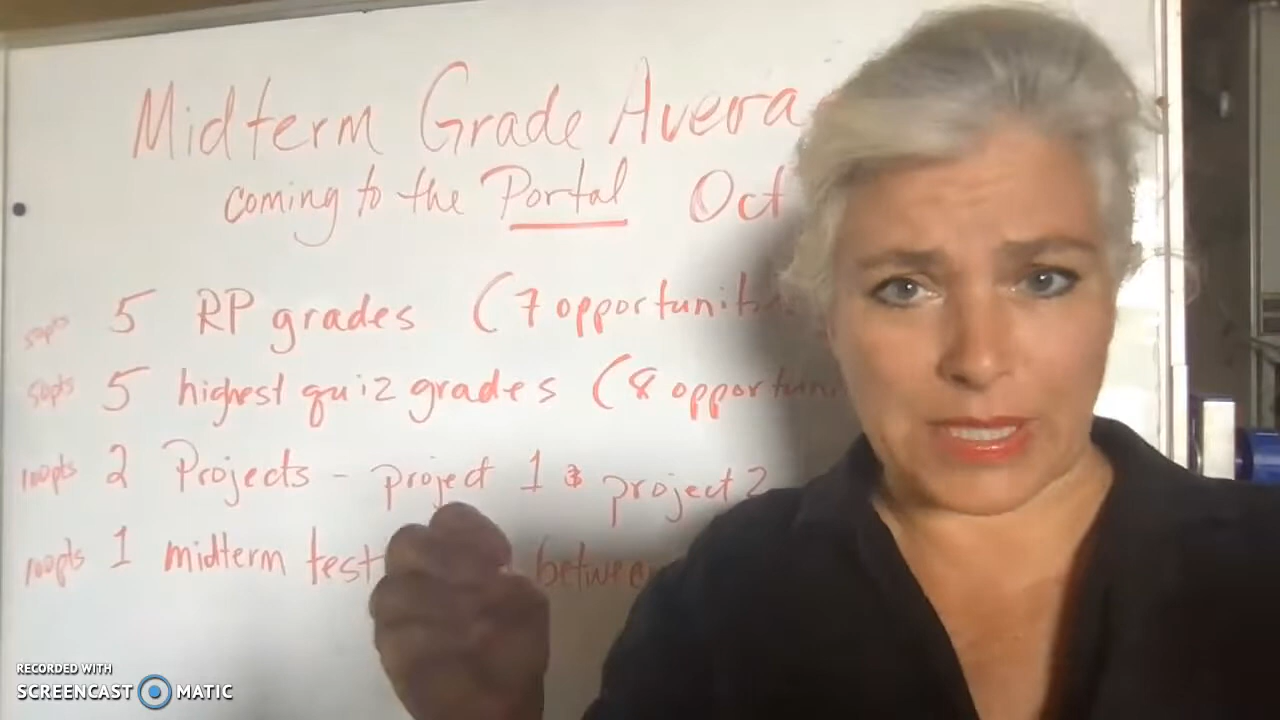 Midterm Grade Avera
coming to the Portal Oct
50pts 5 RP grades (7 opportuniti
50pts 5 highest quiz grades (8 opportuni
100pts 2 Projects - project 1 & project 2
100pts 1 midterm test between
RECORDED WITH
SCREENCAST MATIC